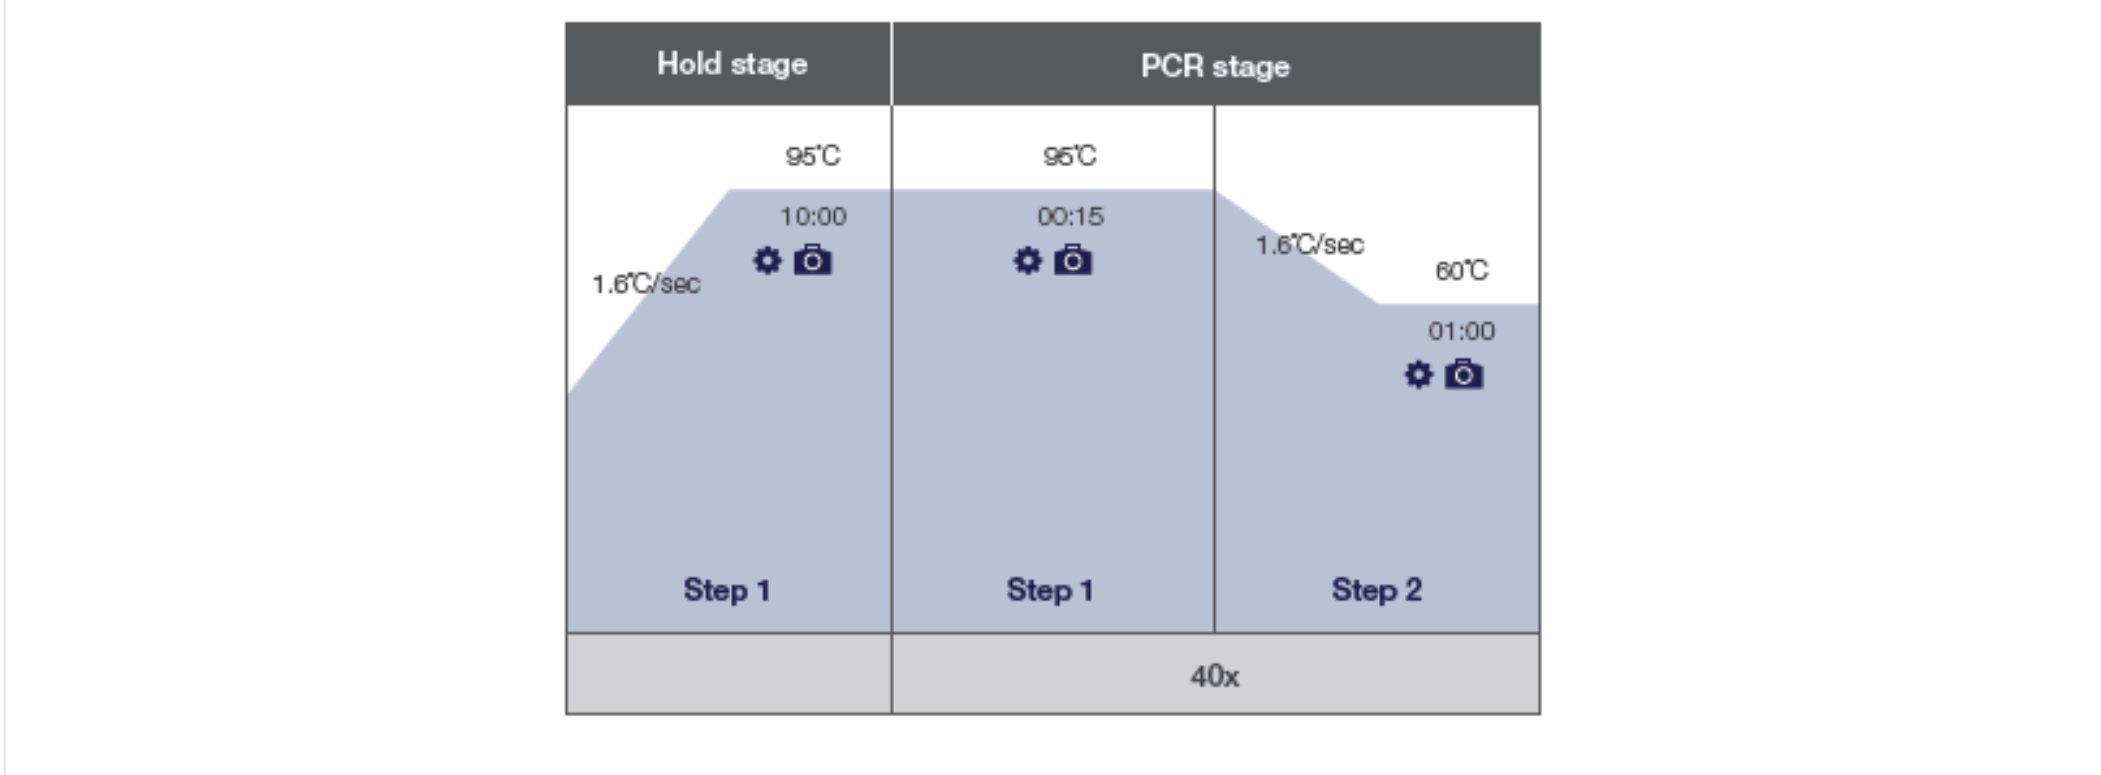 Hold stage
PCR stage
95°C
10:00
1.6°C/sec
Step 1
95°C
00:15
Step 1
1.6°C/sec
60°C
01:00
Step 2
40x